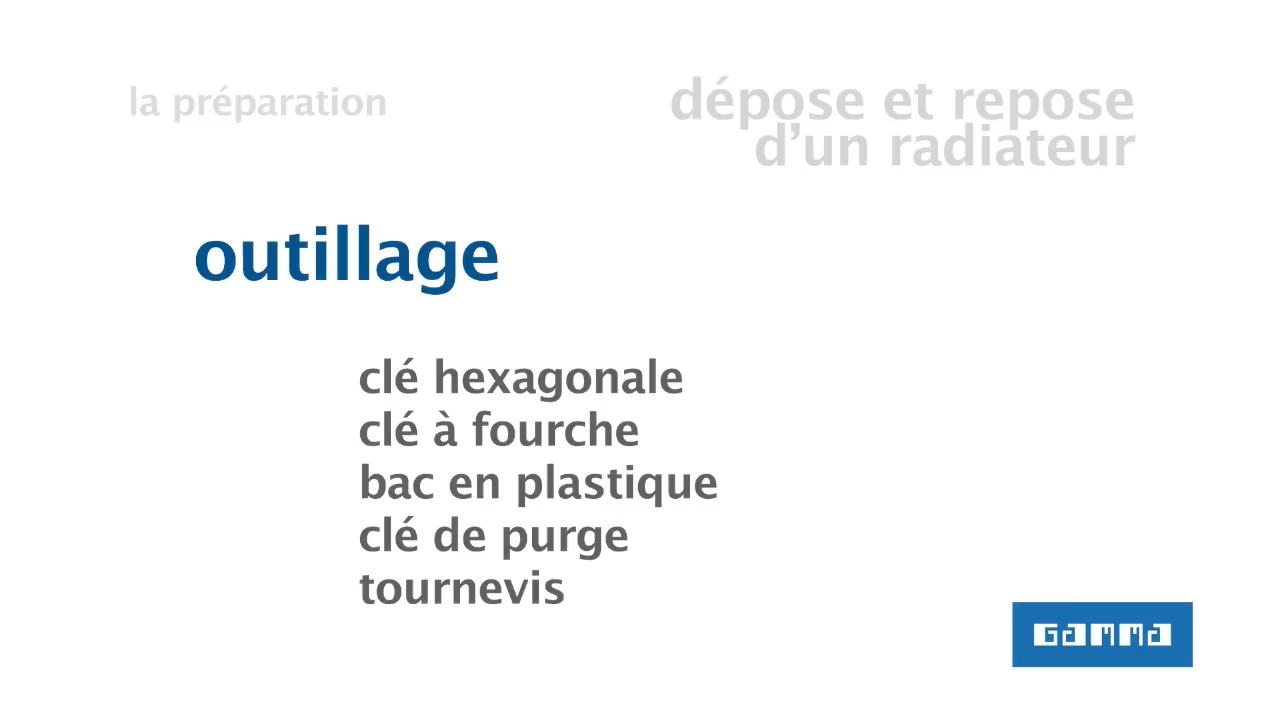 la préparation
dépose et repose
d’un radiateur
outillage
clé hexagonale
clé à fourche
bac en plastique
clé de purge
tournevis
GAMMA